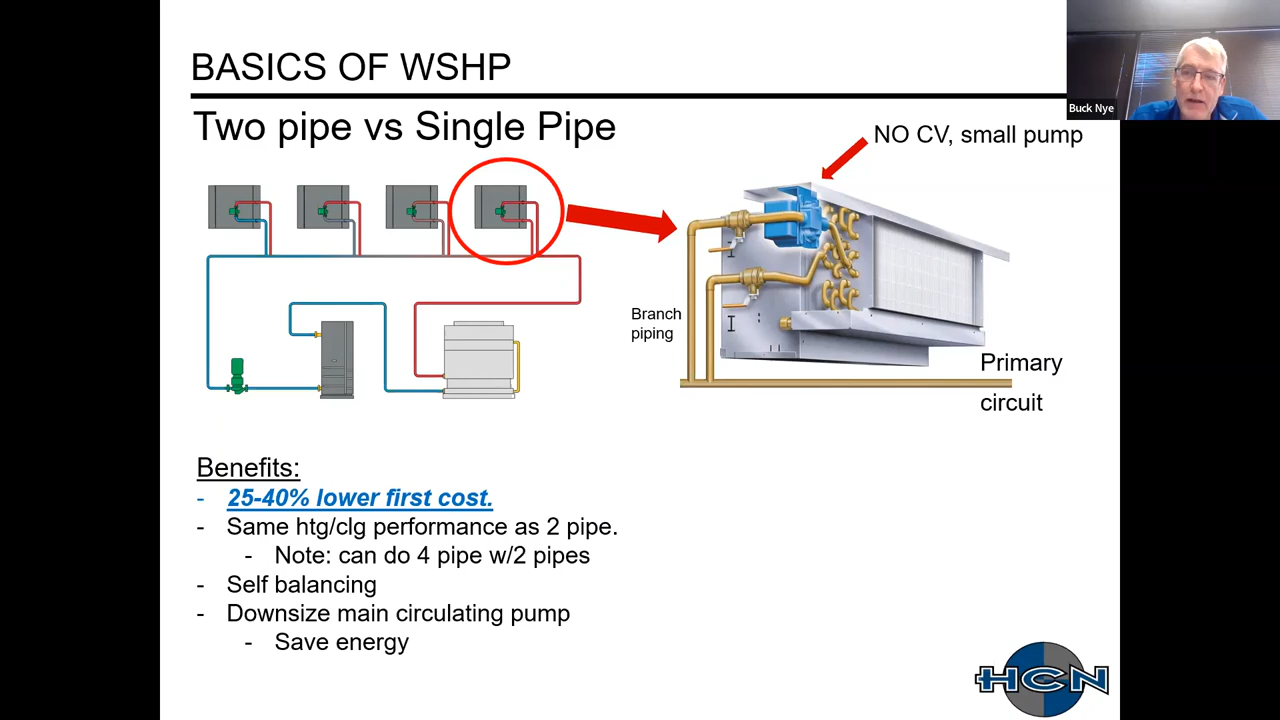 BASICS OF WSHP
Buck Nye
Two pipe vs Single Pipe
NO CV, small pump
Branch
piping
Primary
circuit
Benefits:
- 25-40% lower first cost.
- Same htg/clg performance as 2 pipe.
- Note: can do 4 pipe w/2 pipes
- Self balancing
- Downsize main circulating pump
- Save energy
HCN